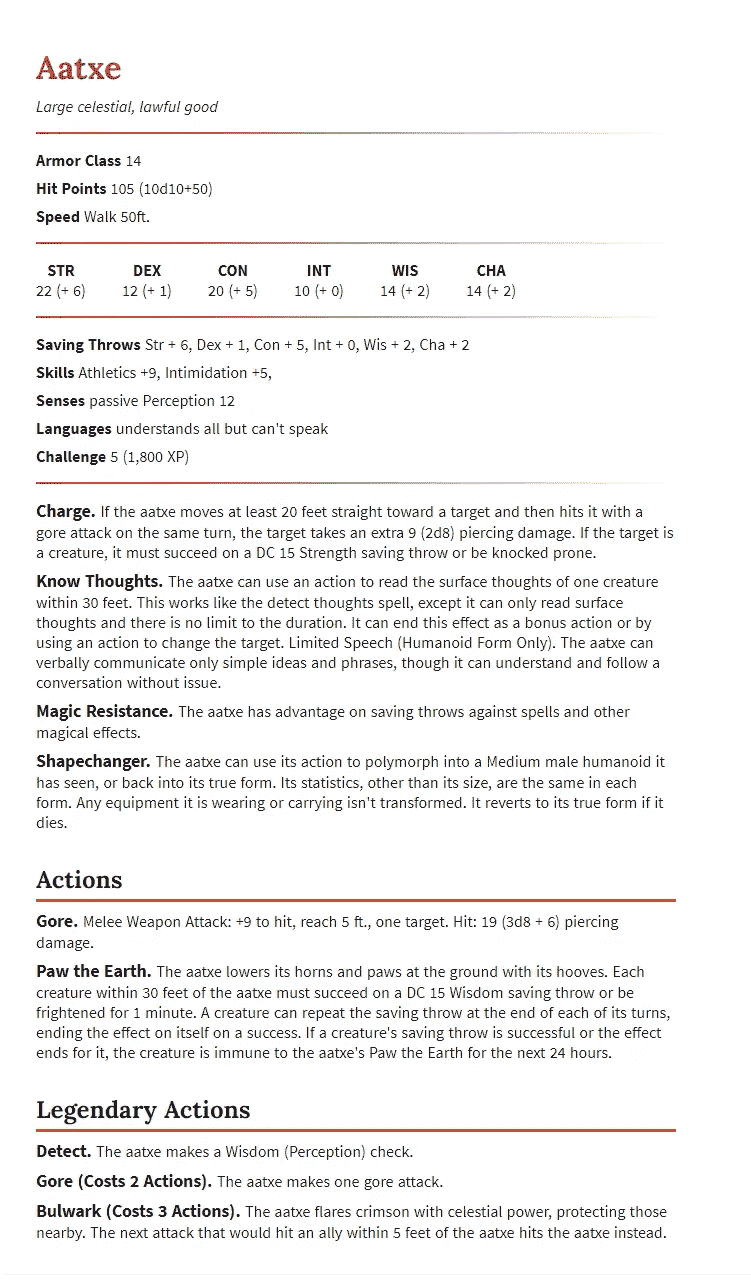 Aatxe
Large celestial, lawful good
Armor Class 14
Hit Points 105 (10d10+50)
Speed Walk 50ft.
STR DEX CON INT WIS CHA
22 (+ 6) 12 (+ 1) 20 (+ 5) 10 (+ 0) 14 (+ 2) 14 (+ 2)
Saving Throws Str + 6, Dex + 1, Con + 5, Int + 0, Wis + 2, Cha + 2
Skills Athletics +9, Intimidation +5,
Senses passive Perception 12
Languages understands all but can't speak
Challenge 5 (1,800 XP)
Charge. If the aatxe moves at least 20 feet straight toward a target and then hits it with a
gore attack on the same turn, the target takes an extra 9 (2d8) piercing damage. If the target is
a creature, it must succeed on a DC 15 Strength saving throw or be knocked prone.
Know Thoughts. The aatxe can use an action to read the surface thoughts of one creature
within 30 feet. This works like the detect thoughts spell, except it can only read surface
thoughts and there is no limit to the duration. It can end this effect as a bonus action or by
using an action to change the target. Limited Speech (Humanoid Form Only). The aatxe can
verbally communicate only simple ideas and phrases, though it can understand and follow a
conversation without issue.
Magic Resistance. The aatxe has advantage on saving throws against spells and other
magical effects.
Shapechanger. The aatxe can use its action to polymorph into a Medium male humanoid it
has seen, or back into its true form. Its statistics, other than its size, are the same in each
form. Any equipment it is wearing or carrying isn't transformed. It reverts to its true form if it
dies.
Actions
Gore. Melee Weapon Attack: +9 to hit, reach 5 ft., one target. Hit: 19 (3d8 + 6) piercing
damage.
Paw the Earth. The aatxe lowers its horns and paws at the ground with its hooves. Each
creature within 30 feet of the aatxe must succeed on a DC 15 Wisdom saving throw or be
frightened for 1 minute. A creature can repeat the saving throw at the end of each of its turns,
ending the effect on itself on a success. If a creature's saving throw is successful or the effect
ends for it, the creature is immune to the aatxe's Paw the Earth for the next 24 hours.
Legendary Actions
Detect. The aatxe makes a Wisdom (Perception) check.
Gore (Costs 2 Actions). The aatxe makes one gore attack.
Bulwark (Costs 3 Actions). The aatxe flares crimson with celestial power, protecting those
nearby. The next attack that would hit an ally within 5 feet of the aatxe hits the aatxe instead.